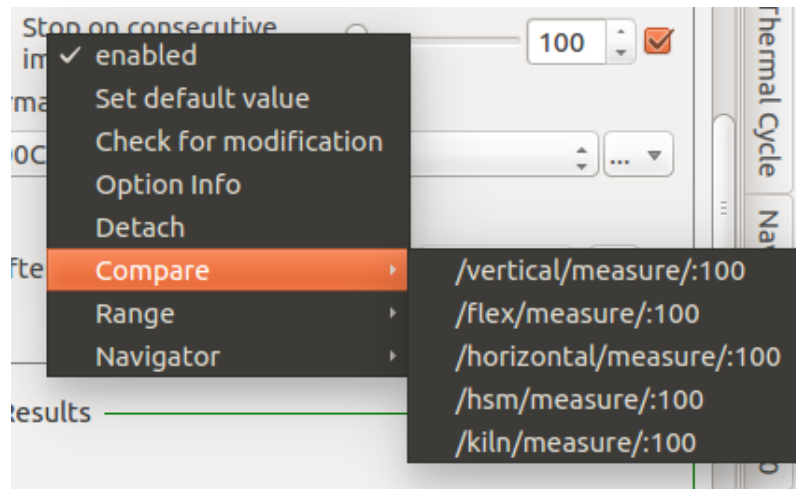 Stop on consecutive
100
enabled
Set default value
Check for modification
Option Info
Detach
Compare
Range
Navigator
...
/vertical/measure/:100
/flex/measure/:100
/horizontal/measure/:100
/hsm/measure/:100
/kiln/measure/:100
Thermal Cycle